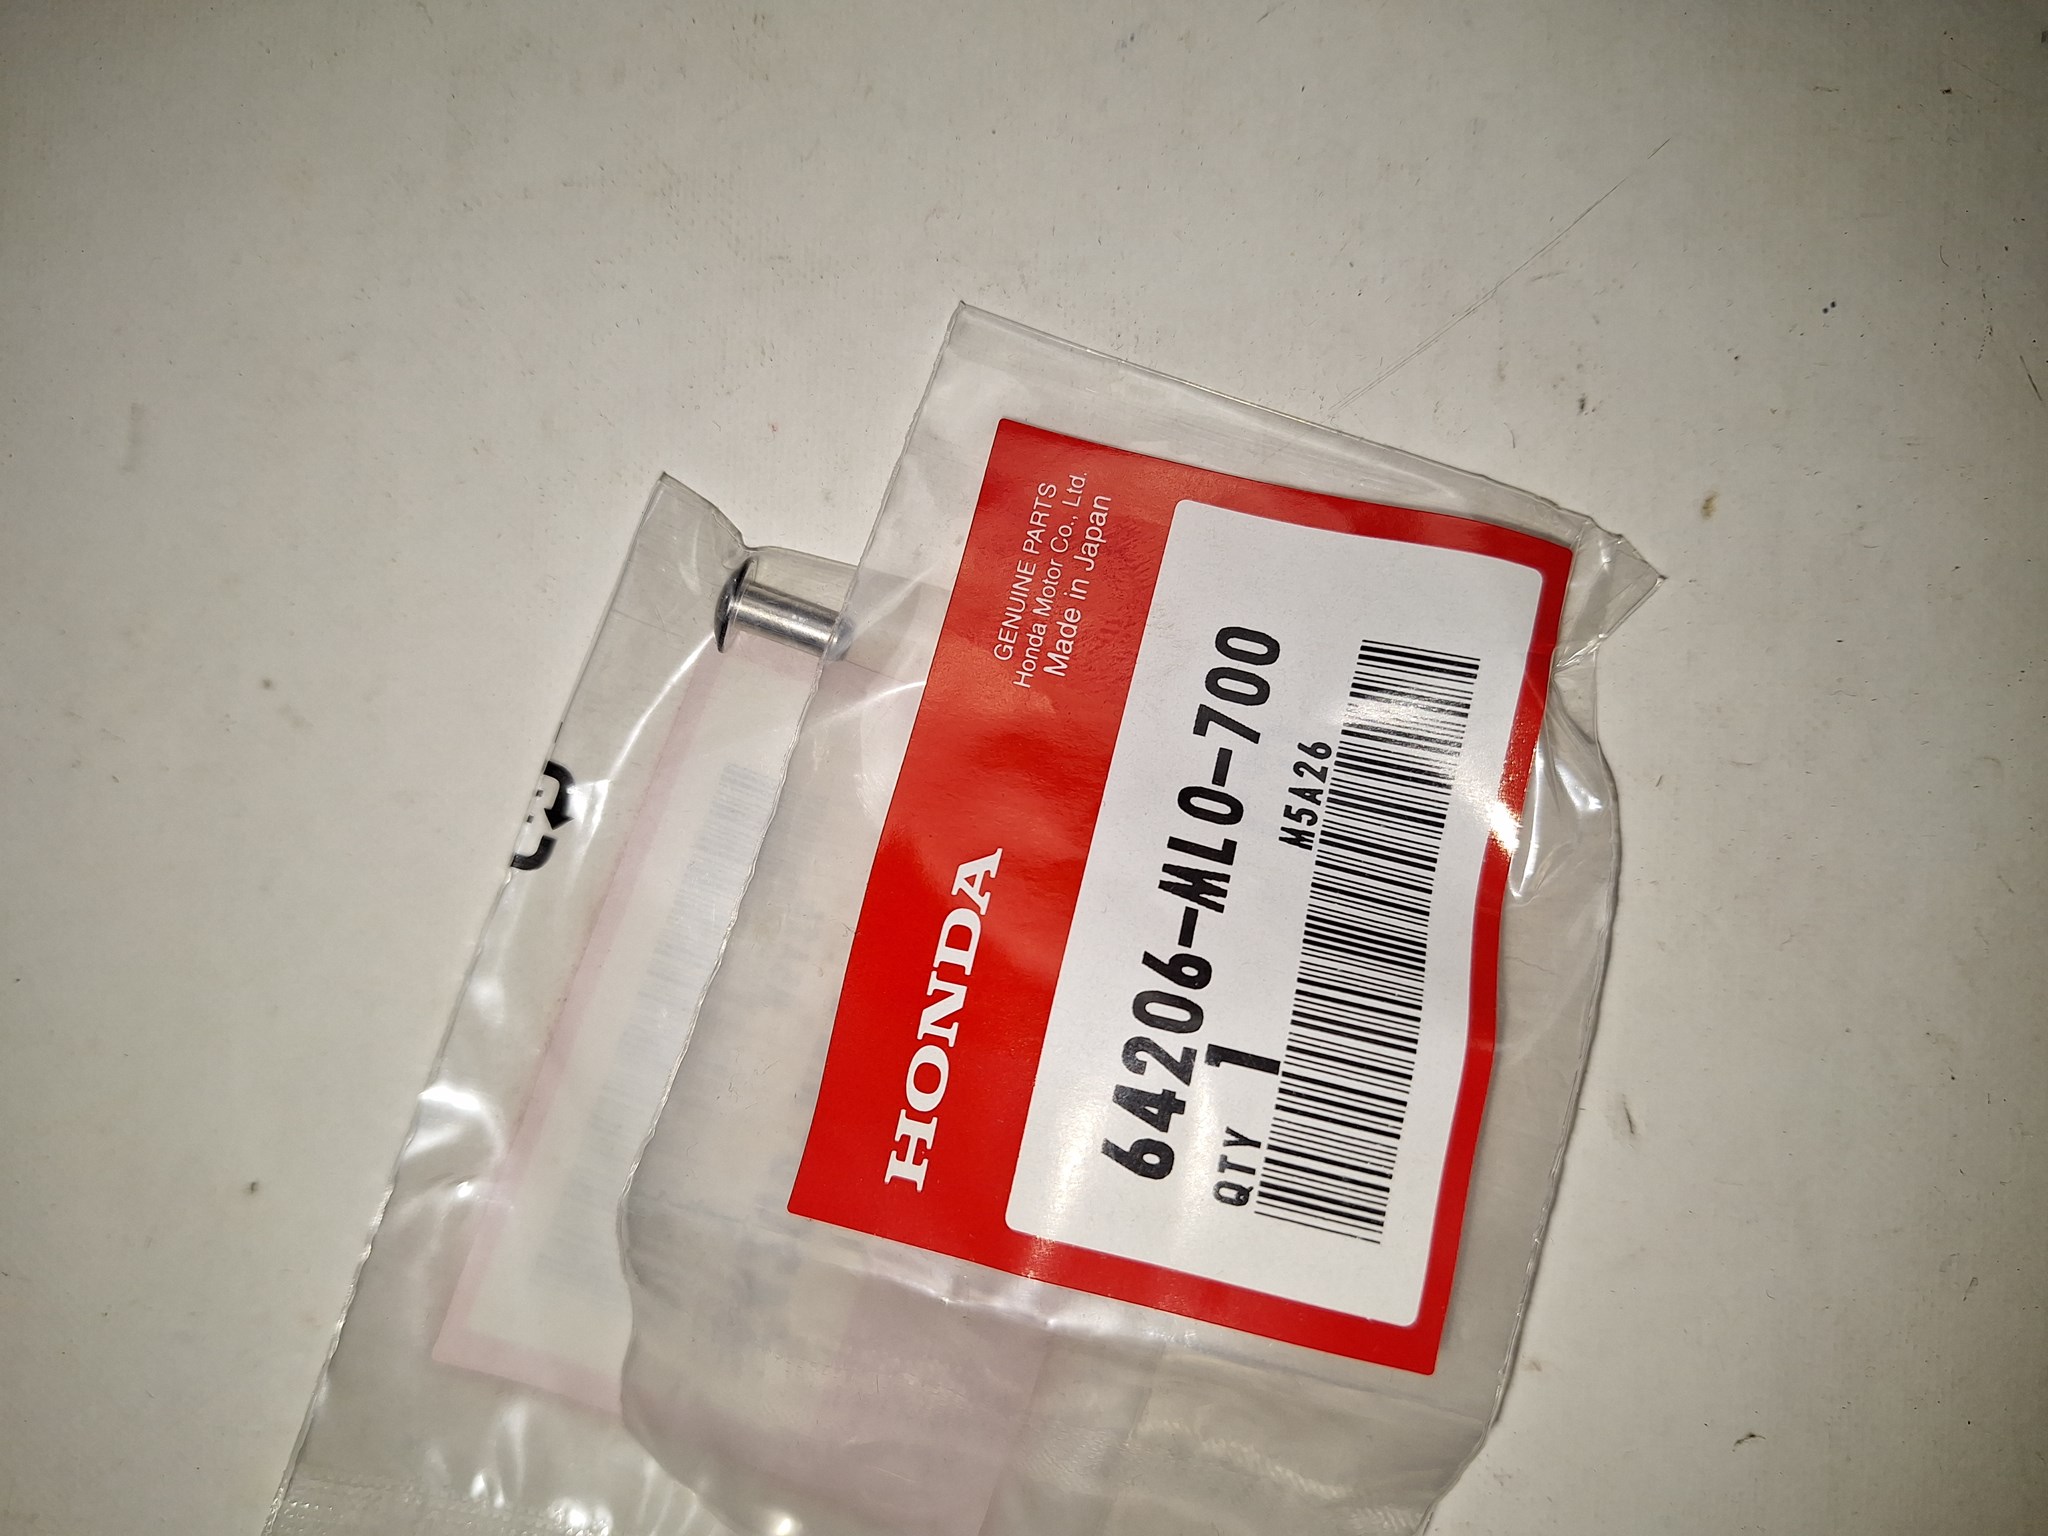 HONDA
GENUINE PARTS
Honda Motor Co., Ltd.
Made in Japan
64206-ML0-700
QTY 1
M5A26